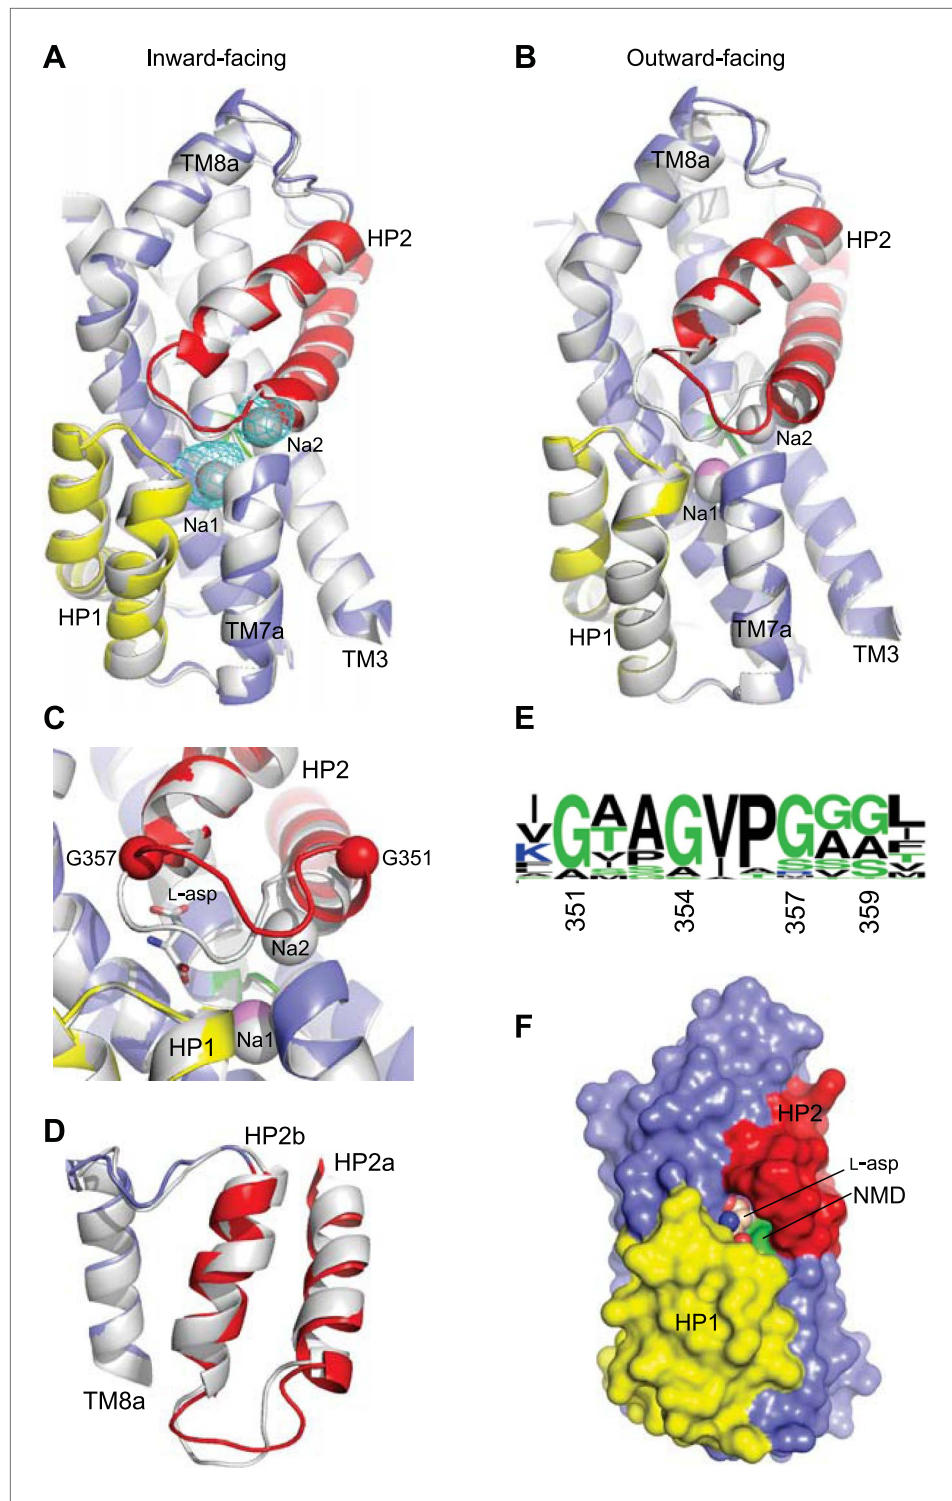 A Inward-facing
B Outward-facing
TM8a
HP2
Na2
Na1
HP1
TM7a
TM3
TM8a
HP2
Na2
Na1
HP1
TM7a
TM3
C
HP2
G357
G351
L-asp
Na2
HP1
Na1
E
GVPG
351 354 357 359
D
HP2b
HP2a
TM8a
F
HP2
L-asp
NMD
HP1